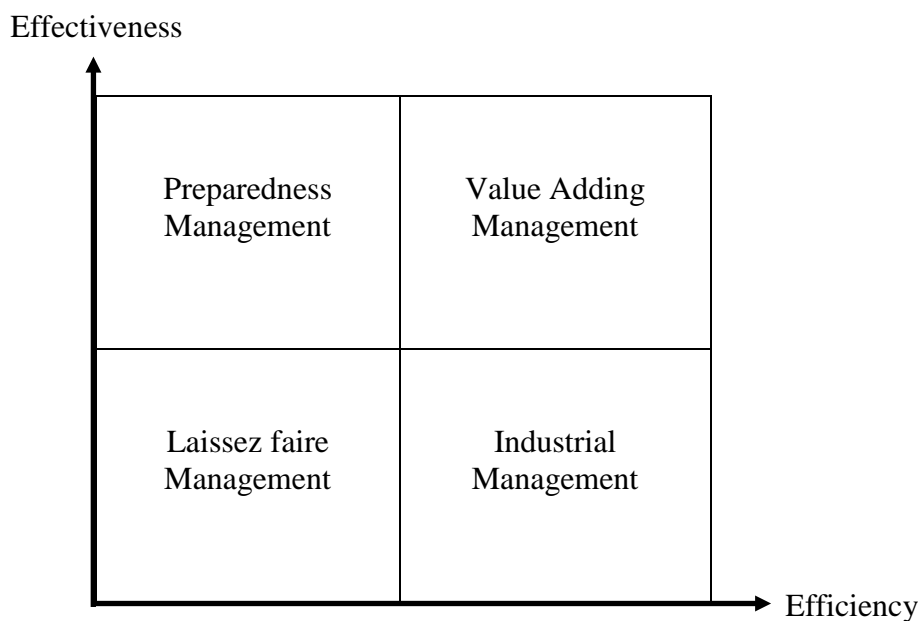 Effectiveness
Preparedness
Management
Value Adding
Management
Laissez faire
Management
Industrial
Management
Efficiency